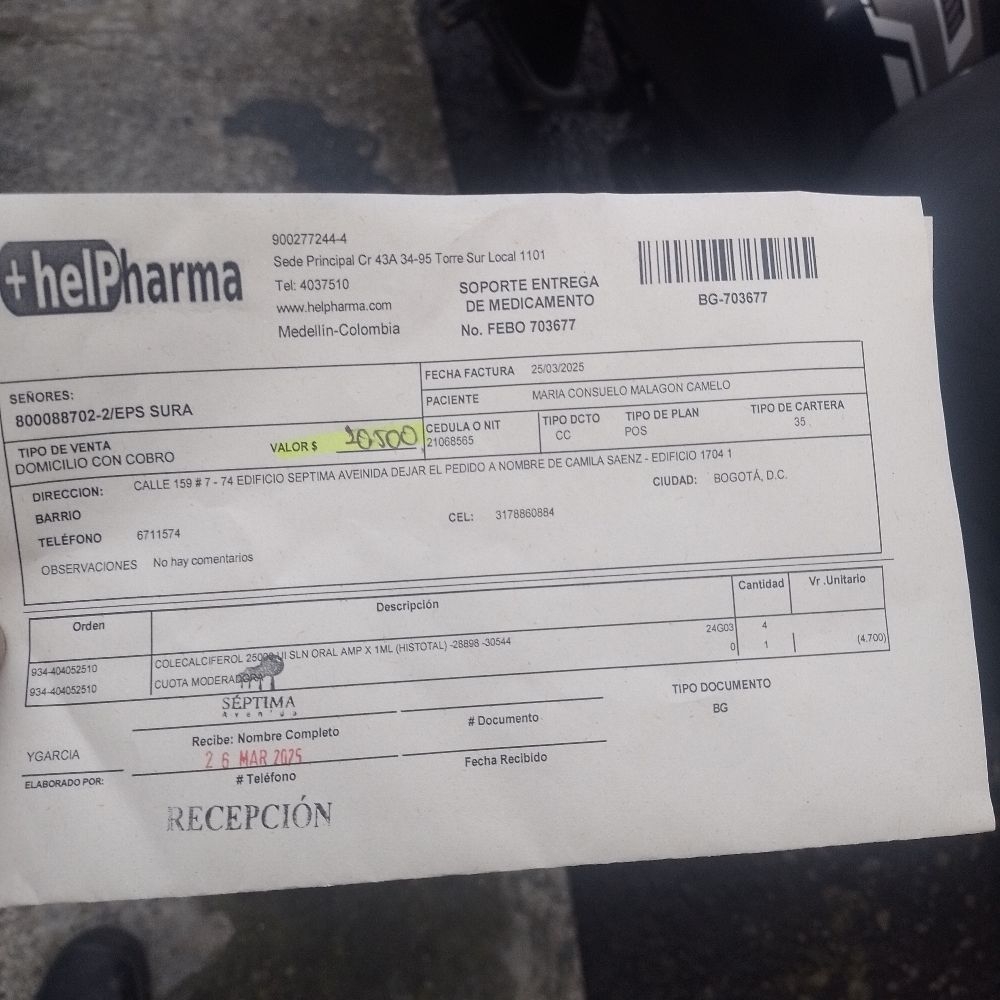 +helPharma
900277244-4
Sede Principal Cr 43A 34-95 Torre Sur Local 1101
Tel: 4037510
www.helpharma.com
Medellín-Colombia
SOPORTE ENTREGA
DE MEDICAMENTO
No. FEBO 703677
BG-703677
SEÑORES:
800088702-2/EPS SURA
FECHA FACTURA 25/03/2025
PACIENTE MARIA CONSUELO MALAGON CAMELO
TIPO DE VENTA
DOMICILIO CON COBRO
VALOR $ 20500
CEDULA O NIT
21068565
TIPO DCTO
CC
TIPO DE PLAN
POS
TIPO DE CARTERA
35
DIRECCION: CALLE 159 # 7 - 74 EDIFICIO SEPTIMA AVEINIDA DEJAR EL PEDIDO A NOMBRE DE CAMILA SAENZ - EDIFICIO 1704 1
BARRIO
CIUDAD: BOGOTÁ, D.C.
TELÉFONO 6711574
CEL: 3178860884
OBSERVACIONES No hay comentarios
Orden Descripción Cantidad Vr .Unitario
934-404052510 COLECALCIFEROL 25000 UI SLN ORAL AMP X 1ML (HISTOTAL) -28898 -30544 24G03 4
934-404052510 CUOTA MODERADORA 0 1 (4.700)
SÉPTIMA
Avenida
TIPO DOCUMENTO
BG
Recibe: Nombre Completo
# Documento
YGARCIA
26 MAR 2025
ELABORADO POR:
# Teléfono
Fecha Recibido
RECEPCIÓN